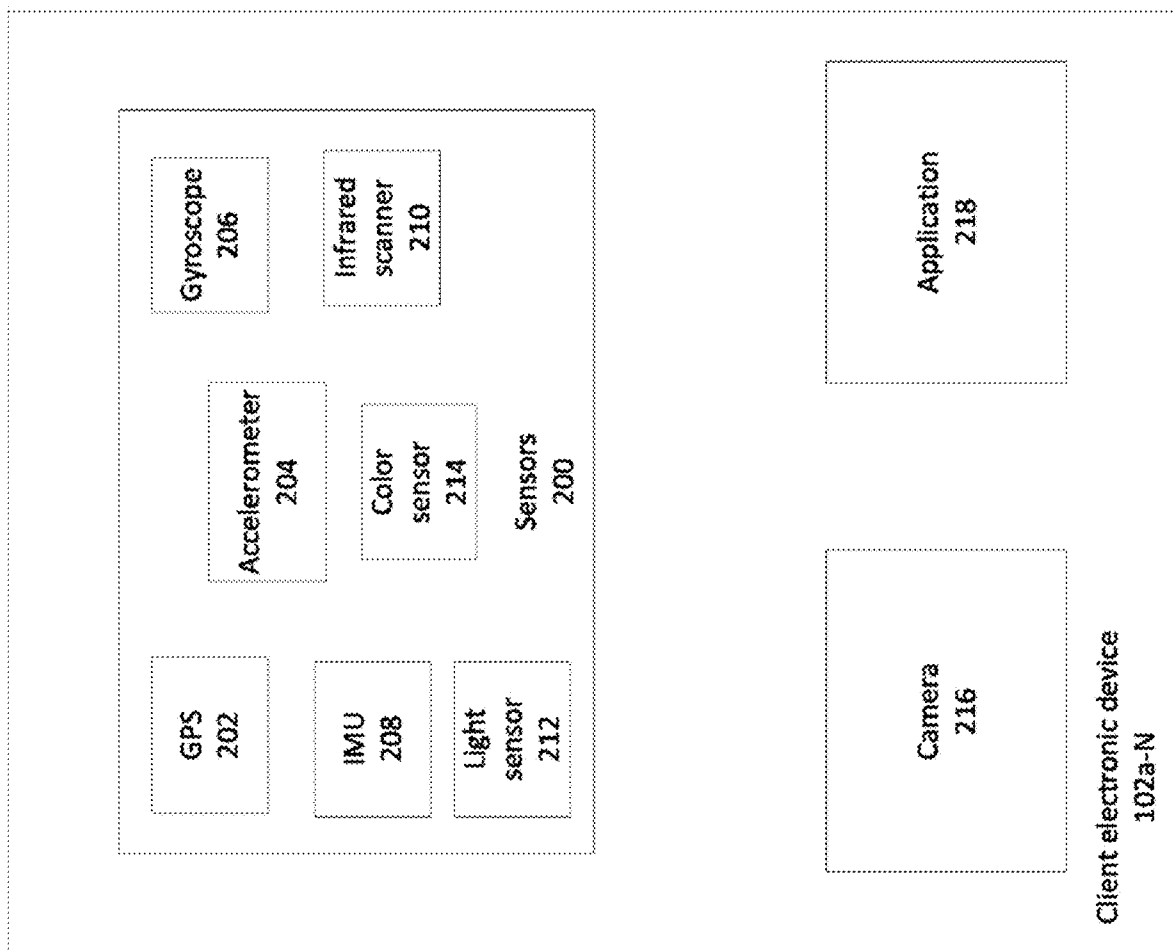 GPS
202
Accelerometer
204
Gyroscope
206
IMU
208
Color
sensor
214
Infrared
scanner
210
Light
sensor
212
Sensors
200
Camera
216
Application
218
Client electronic device
102a-N